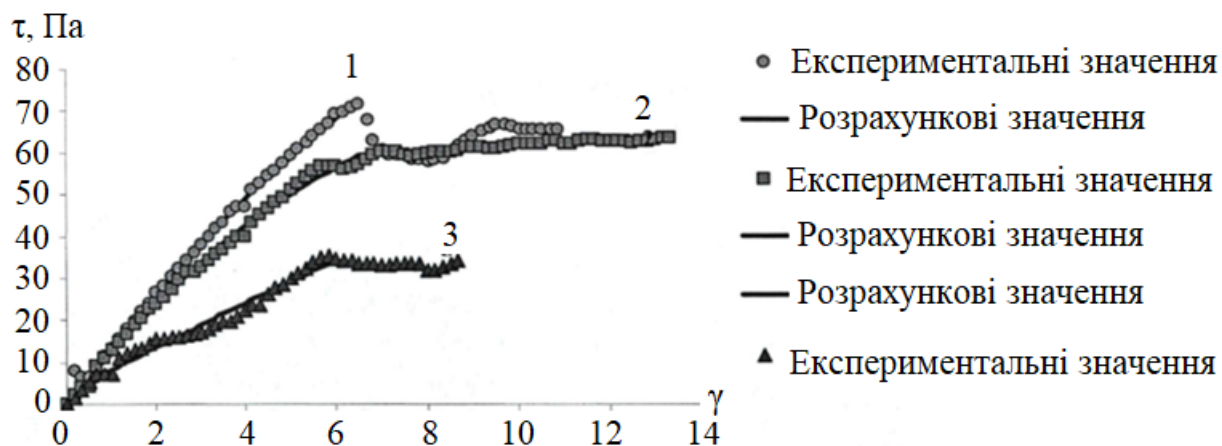 τ, Па
80
70
60
50
40
30
20
10
0
0 2 4 6 8 10 12 14
γ
1
2
3
Експериментальні значення
Розрахункові значення
Експериментальні значення
Розрахункові значення
Розрахункові значення
Експериментальні значення